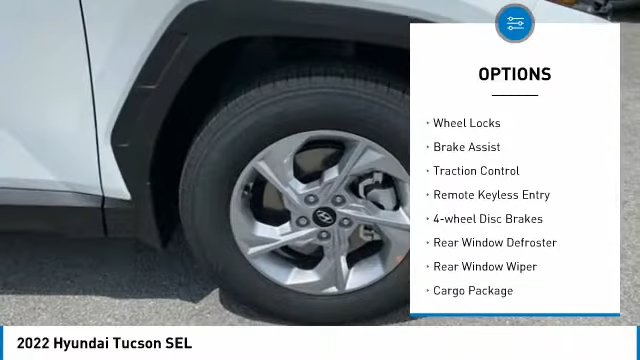 OPTIONS
Wheel Locks
Brake Assist
Traction Control
Remote Keyless Entry
4-wheel Disc Brakes
Rear Window Defroster
Rear Window Wiper
Cargo Package
2022 Hyundai Tucson SEL